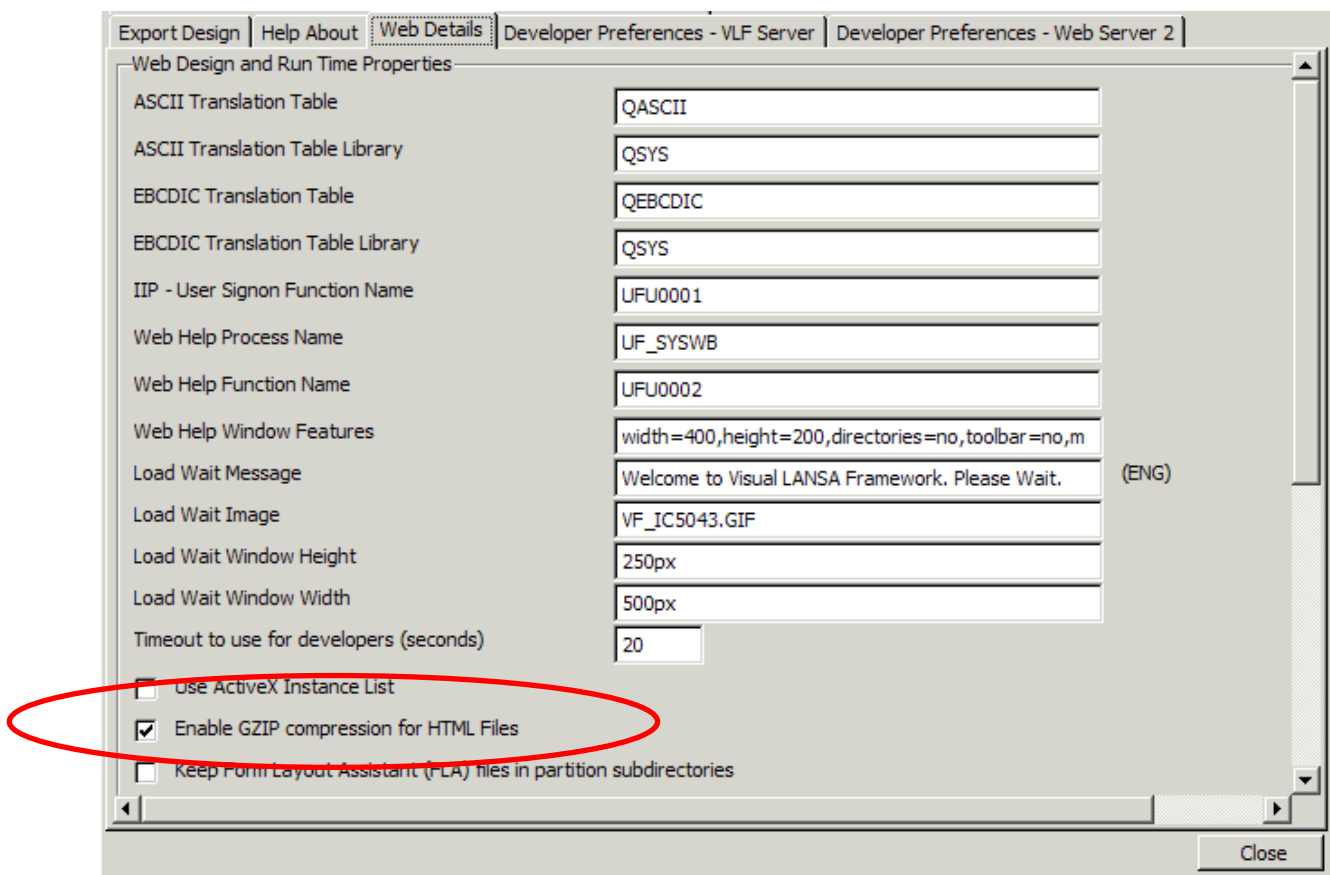 Export Design Help About Web Details Developer Preferences - VLF Server Developer Preferences - Web Server 2
Web Design and Run Time Properties
ASCII Translation Table QASCII
ASCII Translation Table Library QSYS
EBCDIC Translation Table QEBCDIC
EBCDIC Translation Table Library QSYS
IIP - User Signon Function Name UFU0001
Web Help Process Name UF_SYSWB
Web Help Function Name UFU0002
Web Help Window Features width=400,height=200,directories=no,toolbar=no,m
Load Wait Message Welcome to Visual LANSA Framework. Please Wait. (ENG)
Load Wait Image VF_IC5043.GIF
Load Wait Window Height 250px
Load Wait Window Width 500px
Timeout to use for developers (seconds) 20
Use ActiveX Instance List
Enable GZIP compression for HTML Files
Keep Form Layout Assistant (FLA) files in partition subdirectories
Close